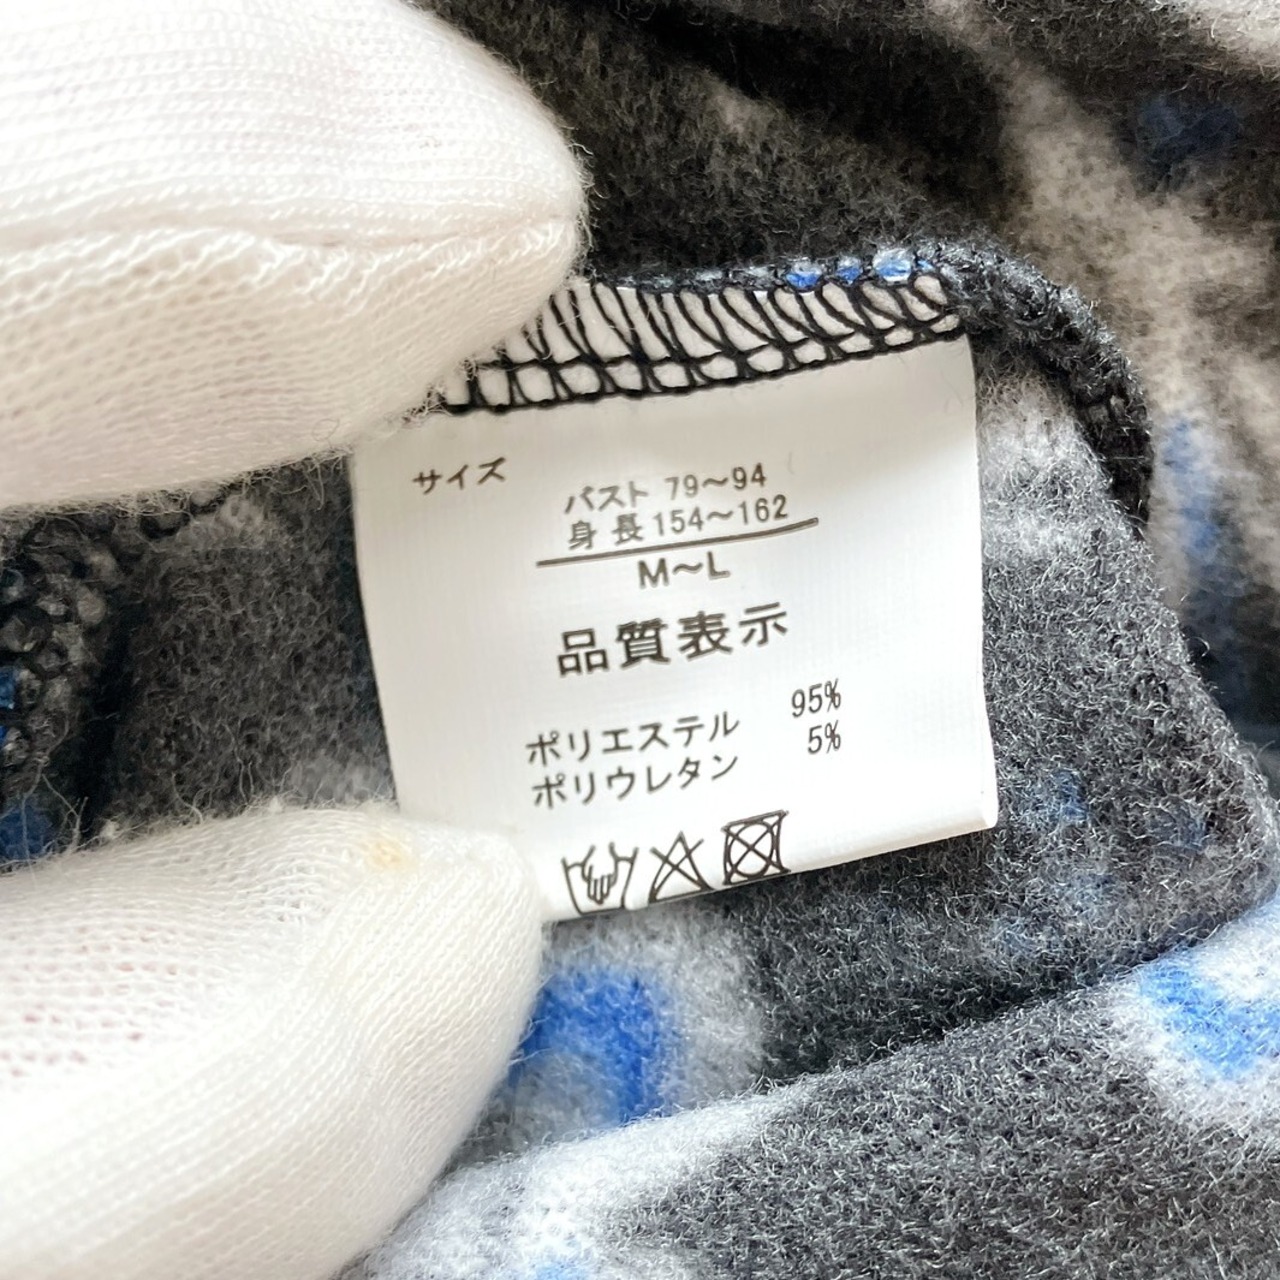 サイズ
バスト 79～94
身長 154～162
M～L
品質表示
ポリエステル 95%
ポリウレタン 5%